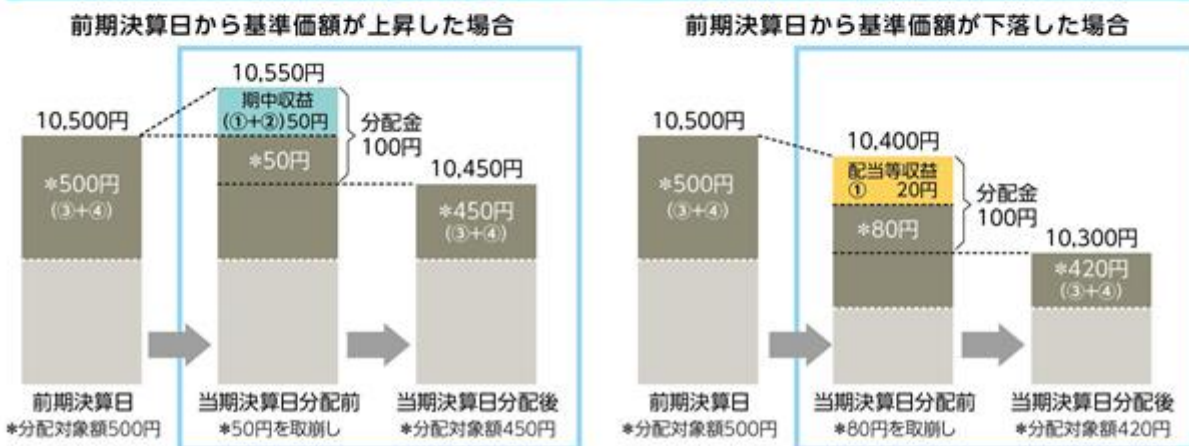 前期決算日から基準価額が上昇した場合
10,550円
期中収益
(①+②)50円
10,500円
分配金
100円
*50円
10,450円
*500円
(③+④)
*450円
(③+④)
前期決算日
*分配対象額500円
当期決算日分配前
*50円を取崩し
当期決算日分配後
*分配対象額450円
前期決算日から基準価額が下落した場合
10,500円
10,400円
配当等収益
① 20円
*500円
(③+④)
分配金
100円
*80円
10,300円
*420円
(③+④)
前期決算日
*分配対象額500円
当期決算日分配前
*80円を取崩し
当期決算日分配後
*分配対象額420円